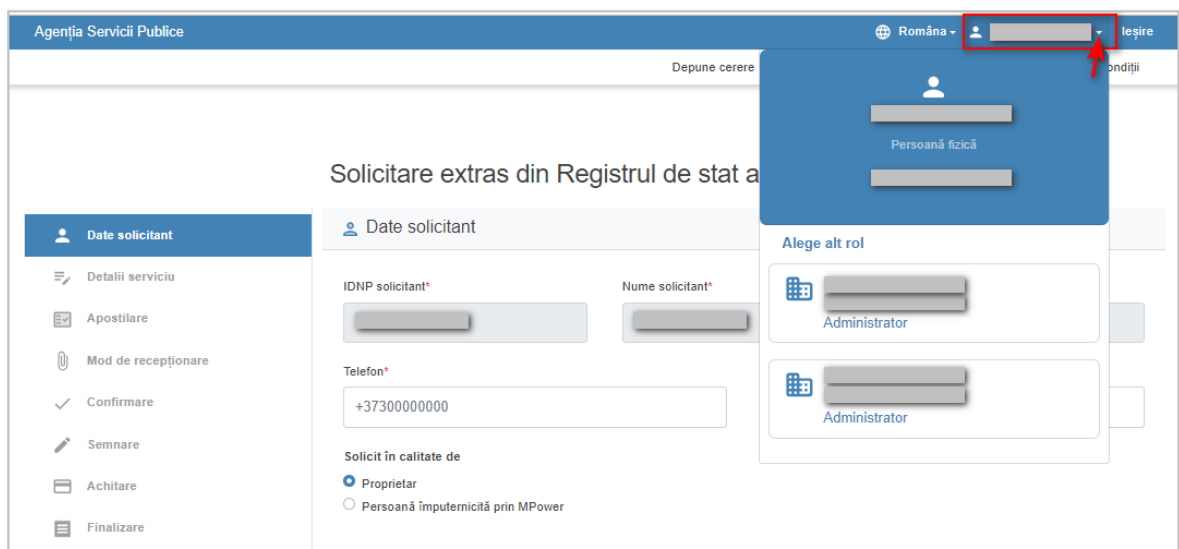 Agenția Servicii Publice
Româna
Ieșire
Depune cerere
ondiții
Persoană fizică
Solicitare extras din Registrul de stat a
Date solicitant
Detalii serviciu
Apostilare
Mod de recepționare
Confirmare
Semnare
Achitare
Finalizare
Date solicitant
IDNP solicitant*
Nume solicitant*
Telefon*
+37300000000
Solicit în calitate de
Proprietar
Persoană împuternicită prin MPower
Alege alt rol
Administrator
Administrator